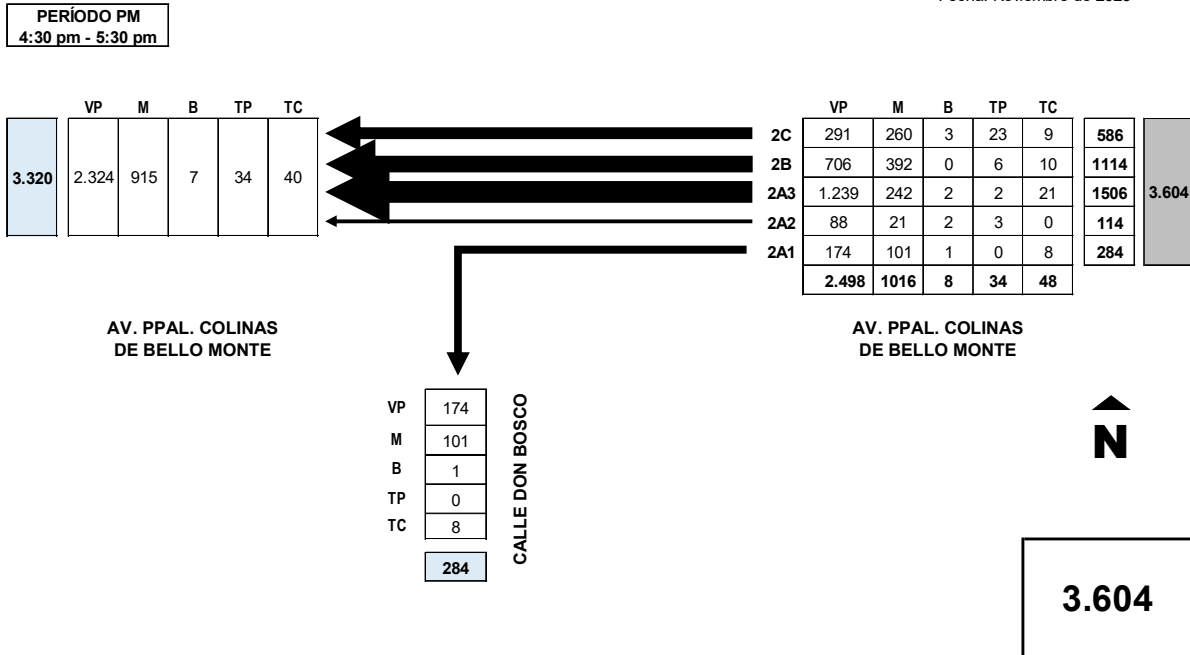 Fecha: Noviembre de 2023
PERÍODO PM
4:30 pm - 5:30 pm
VP M B TP TC
3.320 2.324 915 7 34 40
VP M B TP TC
2C 291 260 3 23 9 586
2B 706 392 0 6 10 1114
2A3 1.239 242 2 2 21 1506 3.604
2A2 88 21 2 3 0 114
2A1 174 101 1 0 8 284
2.498 1016 8 34 48
AV. PPAL. COLINAS
DE BELLO MONTE
AV. PPAL. COLINAS
DE BELLO MONTE
VP 174
M 101
B 1
TP 0
TC 8
284
CALLE DON BOSCO
N
3.604